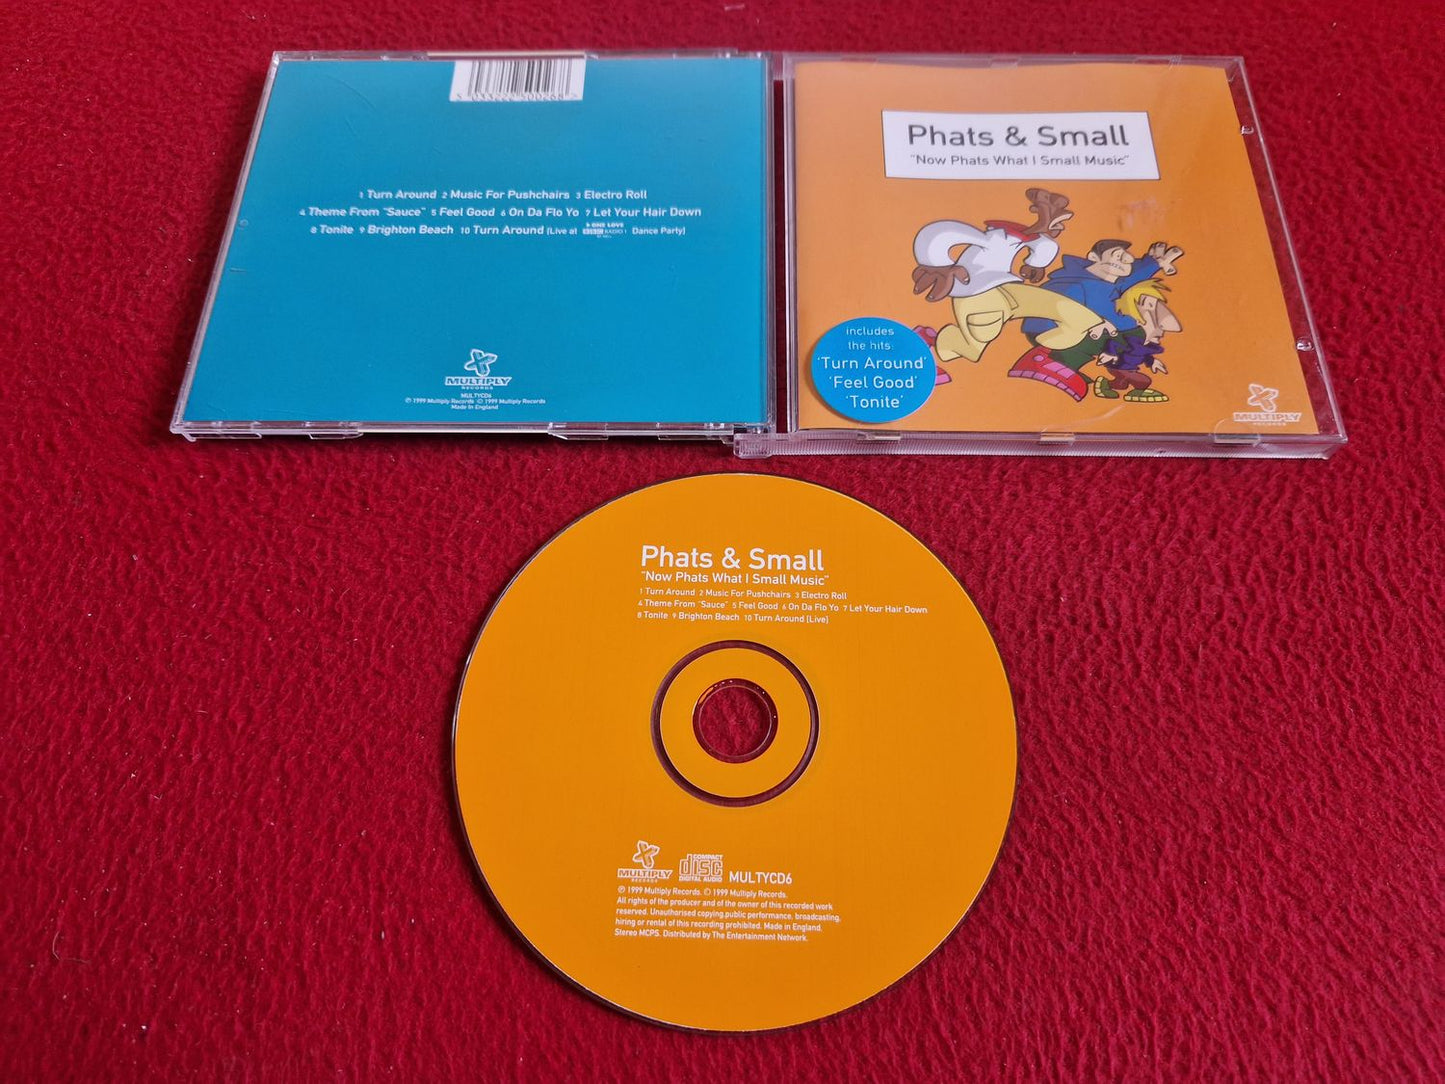 1 Turn Around 2 Music For Pushchairs 3 Electro Roll
4 Theme From "Sauce" 5 Feel Good 6 On Da Flo Yo 7 Let Your Hair Down
8 Tonite 9 Brighton Beach 10 Turn Around (Live at ONE LOVE BBC RADIO 1 Dance Party)
MULTIPLY
RECORDS
MULTYCD6
℗ 1999 Multiply Records © 1999 Multiply Records
Made in England
Phats & Small
"Now Phats What I Small Music"
includes
the hits:
'Turn Around'
'Feel Good'
'Tonite'
MULTIPLY
RECORDS
Phats & Small
"Now Phats What I Small Music"
1 Turn Around 2 Music For Pushchairs 3 Electro Roll
4 Theme From "Sauce" 5 Feel Good 6 On Da Flo Yo 7 Let Your Hair Down
8 Tonite 9 Brighton Beach 10 Turn Around (Live)
MULTIPLY
RECORDS
COMPACT
disc
DIGITAL AUDIO
MULTYCD6
℗ 1999 Multiply Records. © 1999 Multiply Records.
All rights of the producer and of the owner of this recorded work
reserved. Unauthorised copying,public performance, broadcasting,
hiring or rental of this recording prohibited. Made in England.
Stereo MCPS. Distributed by The Entertainment Network.